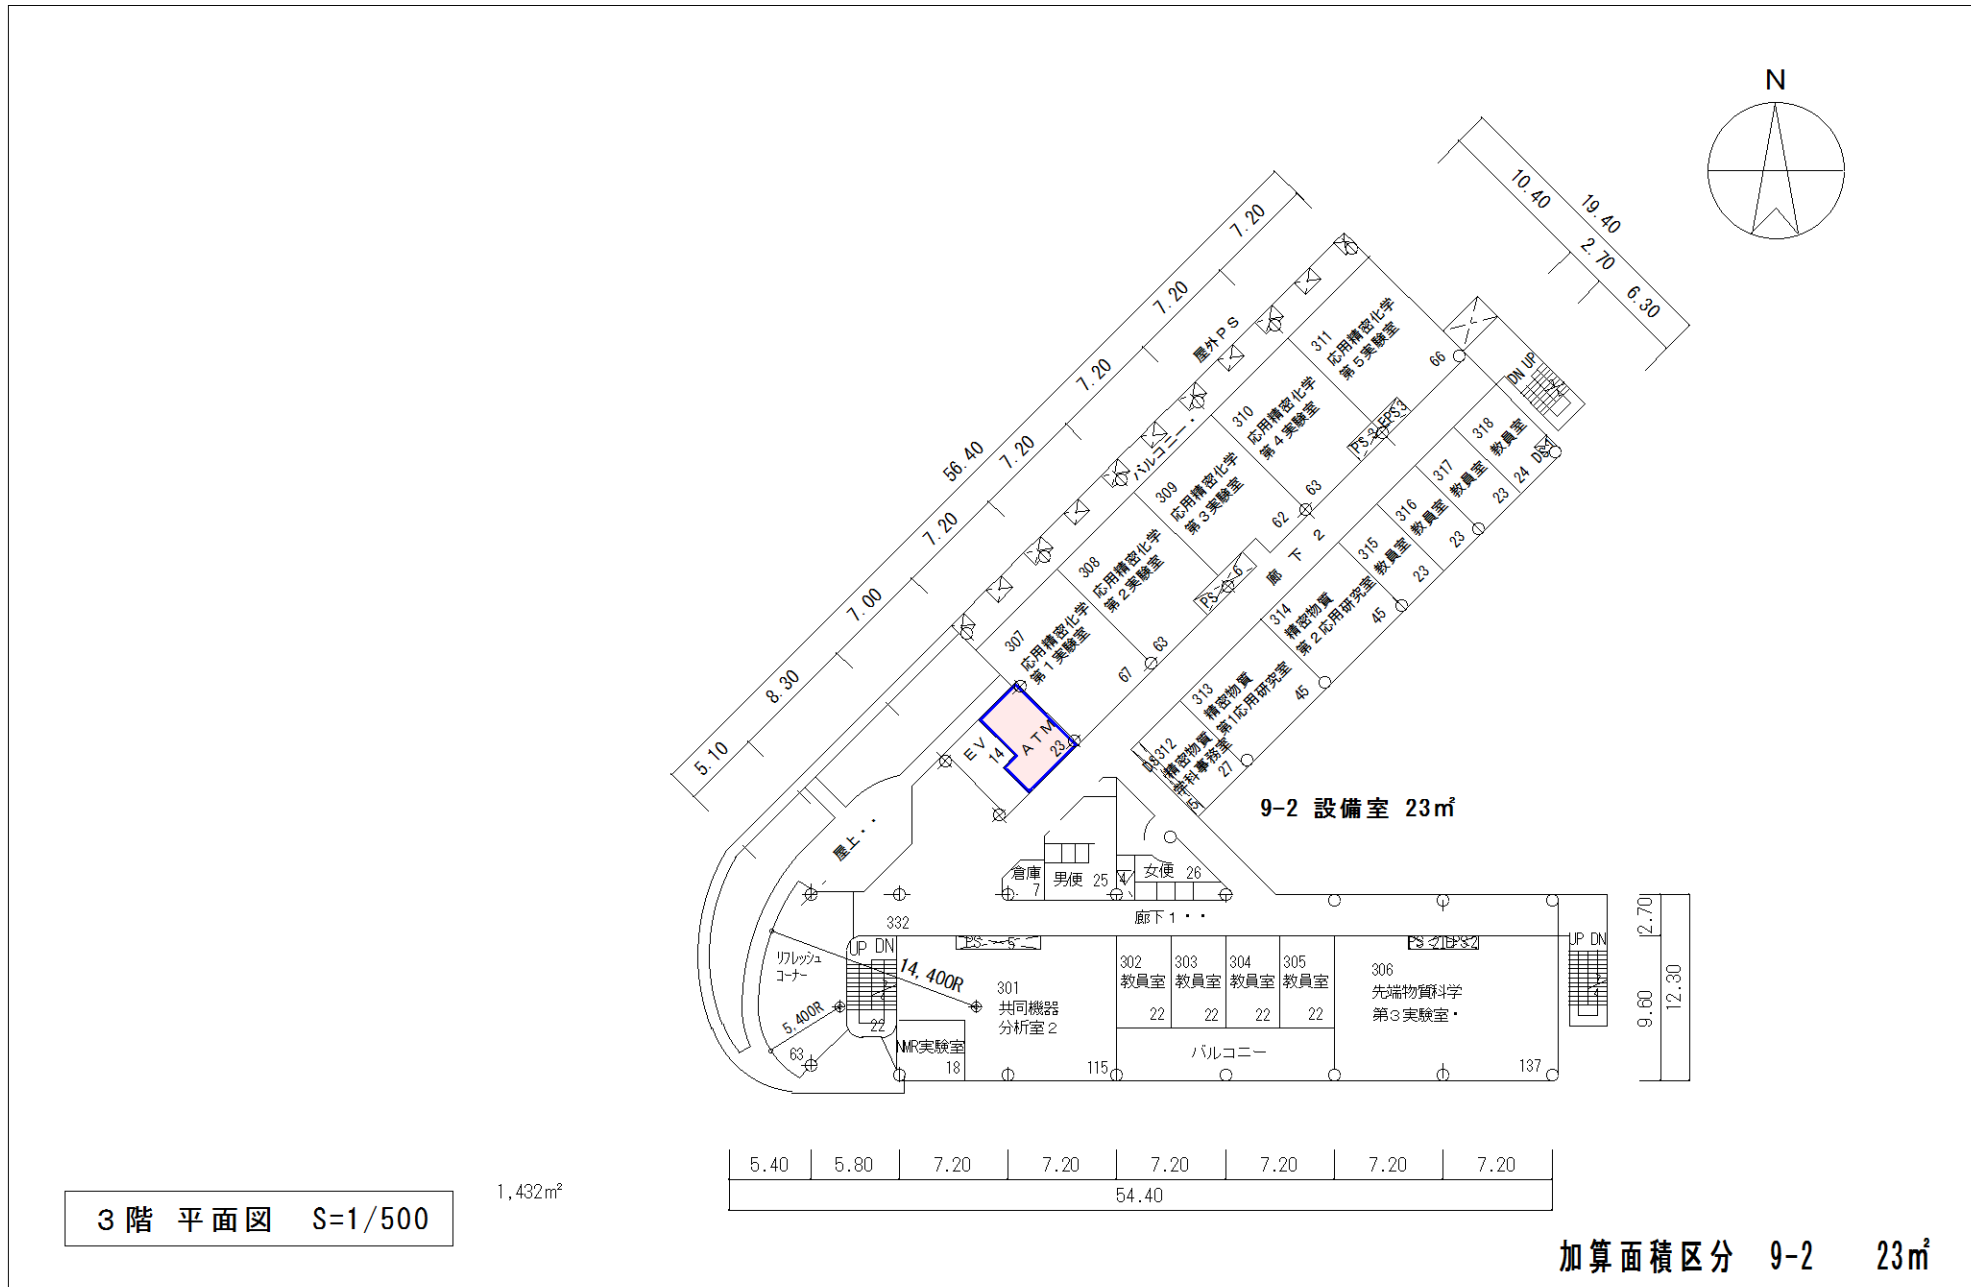 N
10.40
19.40
2.70
6.30
7.20
7.20
7.20
7.20
7.20
7.00
8.30
5.10
56.40
屋外PS
バルコニー・
311
応用精密化学
第5実験室
66
310
応用精密化学
第4実験室
63
309
応用精密化学
第3実験室
62
308
応用精密化学
第2実験室
63
307
応用精密化学
第1実験室
67
PS-3
EPS3
PS-6
DN UP
318
教員室
24
DS-1
317
教員室
23
316
教員室
23
315
教員室
23
314
精密物質
第2応用研究室
45
313
精密物質
第1応用研究室
45
312
精密物質
学科事務室
27
廊下 2
EV
14
ATM
23
9-2 設備室 23㎡
屋上・・
倉庫
7
男便 25
4
女便 26
廊下1・・
332
UP DN
22
リフレッシュ
コーナー
14,400R
5,400R
63
PS-5
301
共同機器
分析室2
115
NMR実験室
18
302
教員室
22
303
教員室
22
304
教員室
22
305
教員室
22
バルコニー
PS-2
EPS2
306
先端物質科学
第3実験室・
137
UP DN
2.70
9.60
12.30
5.40 5.80 7.20 7.20 7.20 7.20 7.20 7.20
54.40
1,432㎡
3階 平面図 S=1/500
加算面積区分 9-2 23㎡